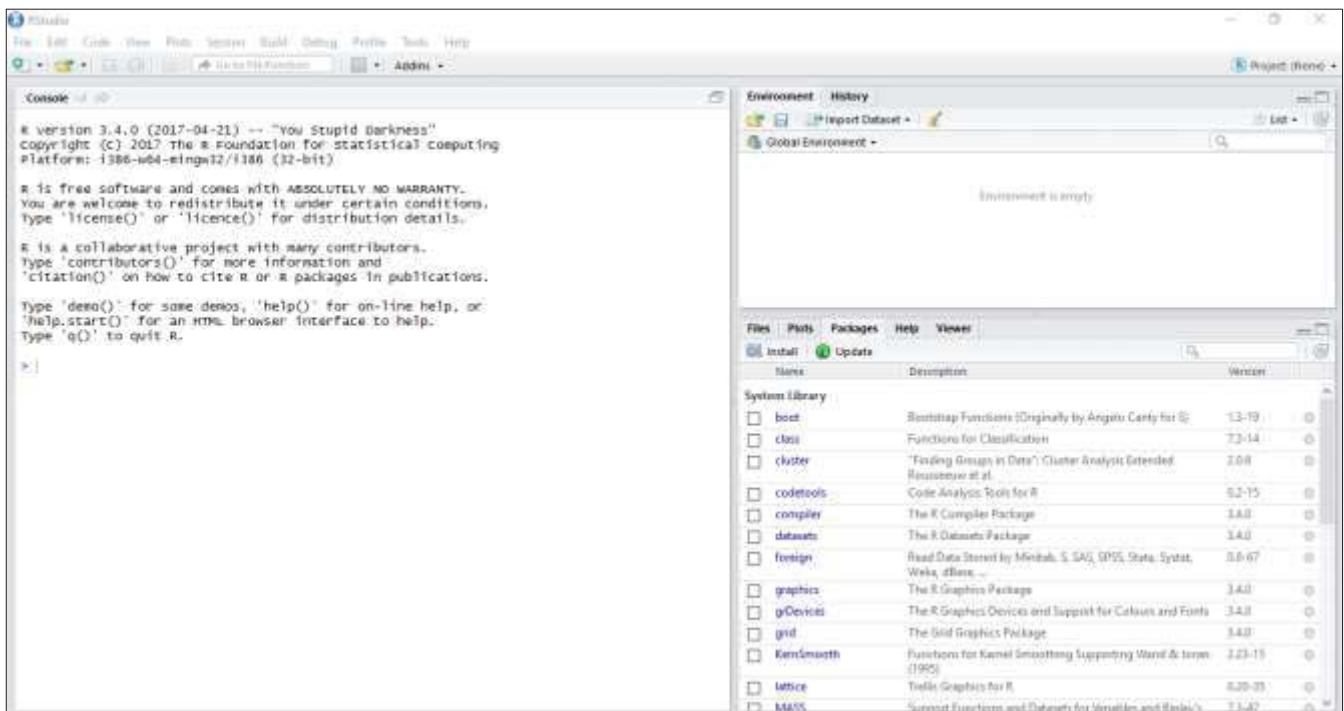 RStudio
File Edit Code View Plots Session Build Debug Profile Tools Help
Go to file/function Addins Project: (None)
Console
R version 3.4.0 (2017-04-21) -- "You Stupid Darkness"
Copyright (C) 2017 The R Foundation for Statistical Computing
Platform: i386-w64-mingw32/i386 (32-bit)
R is free software and comes with ABSOLUTELY NO WARRANTY.
You are welcome to redistribute it under certain conditions.
Type 'license()' or 'licence()' for distribution details.
R is a collaborative project with many contributors.
Type 'contributors()' for more information and
'citation()' on how to cite R or R packages in publications.
Type 'demo()' for some demos, 'help()' for on-line help, or
'help.start()' for an HTML browser interface to help.
Type 'q()' to quit R.
>
Environment History
Import Dataset List
Global Environment
Environment is empty
Files Plots Packages Help Viewer
Install Update
Name Description Version
System Library
boot Bootstrap Functions (Originally by Angelo Canty for S) 1.3-19
class Functions for Classification 7.3-14
cluster "Finding Groups in Data": Cluster Analysis Extended 2.0.6
Rousseeuw et al.
codetools Code Analysis Tools for R 0.2-15
compiler The R Compiler Package 3.4.0
datasets The R Datasets Package 3.4.0
foreign Read Data Stored by Minitab, S, SAS, SPSS, Stata, Systat, 0.8-67
Weka, dBase, ...
graphics The R Graphics Package 3.4.0
grDevices The R Graphics Devices and Support for Colours and Fonts 3.4.0
grid The Grid Graphics Package 3.4.0
KernSmooth Functions for Kernel Smoothing Supporting Wand & Jones 2.23-15
(1995)
lattice Trellis Graphics for R 0.20-35
MASS Support Functions and Datasets for Venables and Ripley's